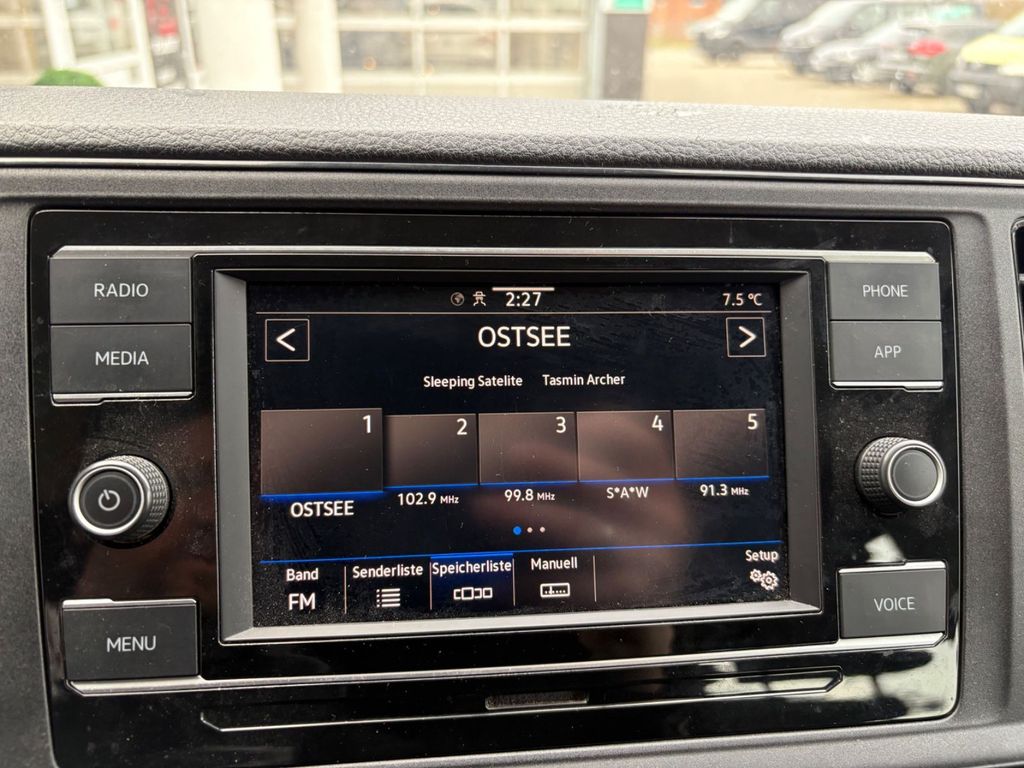 RADIO
MEDIA
MENU
2:27
7.5 °C
<
OSTSEE
>
Sleeping Satelite Tasmin Archer
1 2 3 4 5
OSTSEE 102.9 MHz 99.8 MHz S*A*W 91.3 MHz
Band Senderliste Speicherliste Manuell Setup
FM
PHONE
APP
VOICE